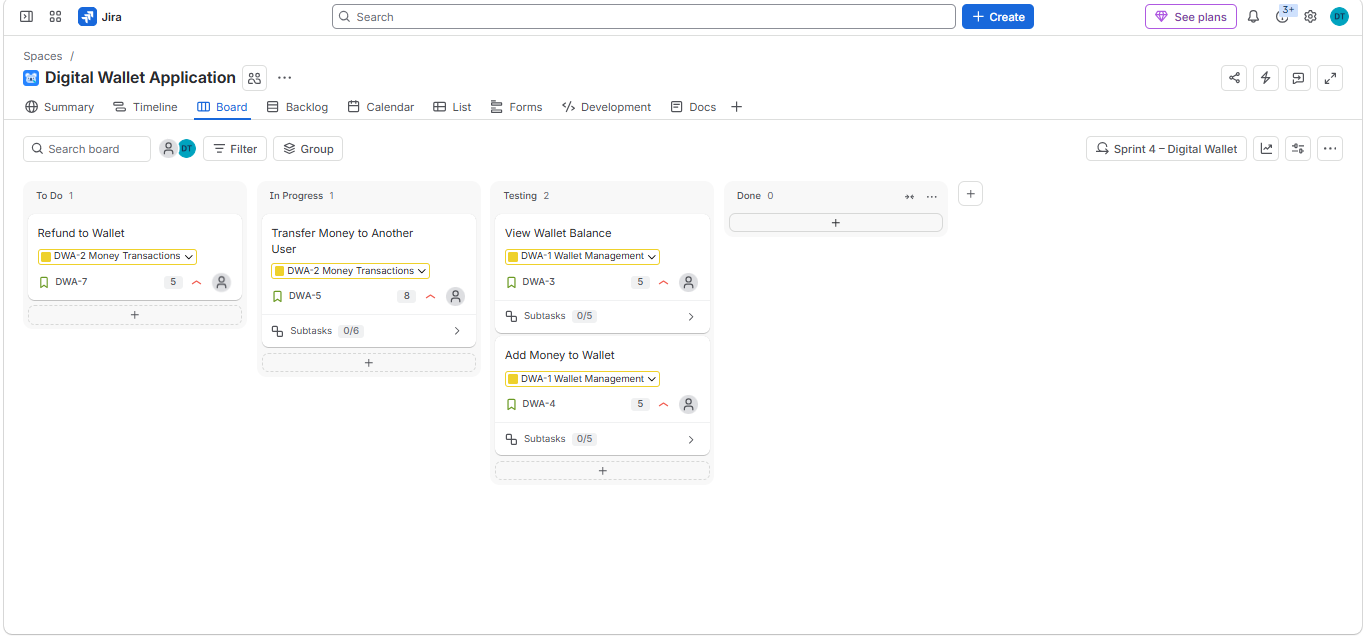 Jira
Search
Create
See plans
3+
DT
Spaces /
Digital Wallet Application
Summary
Timeline
Board
Backlog
Calendar
List
Forms
Development
Docs
Search board
DT
Filter
Group
Sprint 4 – Digital Wallet
To Do 1
Refund to Wallet
DWA-2 Money Transactions
DWA-7 5
In Progress 1
Transfer Money to Another
User
DWA-2 Money Transactions
DWA-5 8
Subtasks 0/6
Testing 2
View Wallet Balance
DWA-1 Wallet Management
DWA-3 5
Subtasks 0/5
Add Money to Wallet
DWA-1 Wallet Management
DWA-4 5
Subtasks 0/5
Done 0